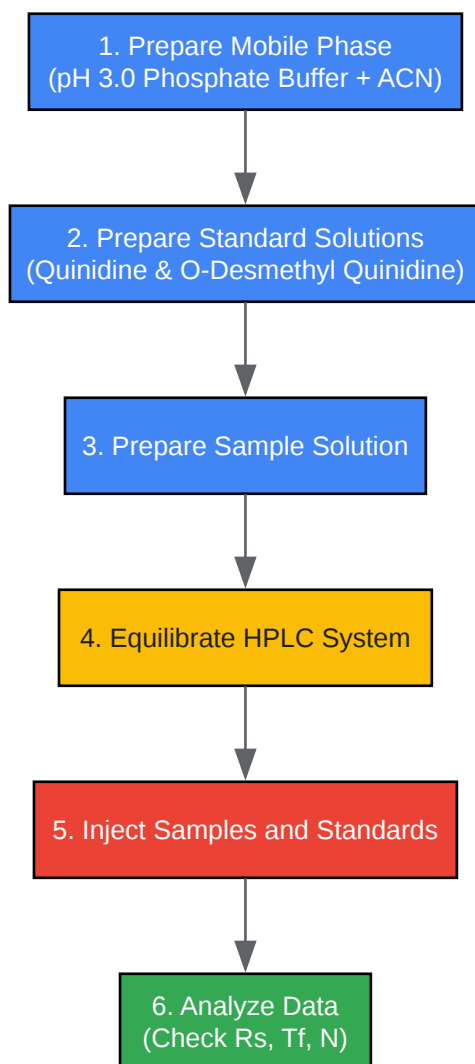 1. Prepare Mobile Phase
(pH 3.0 Phosphate Buffer + ACN)
2. Prepare Standard Solutions
(Quinidine & O-Desmethyl Quinidine)
3. Prepare Sample Solution
4. Equilibrate HPLC System
5. Inject Samples and Standards
6. Analyze Data
(Check Rs, Tf, N)